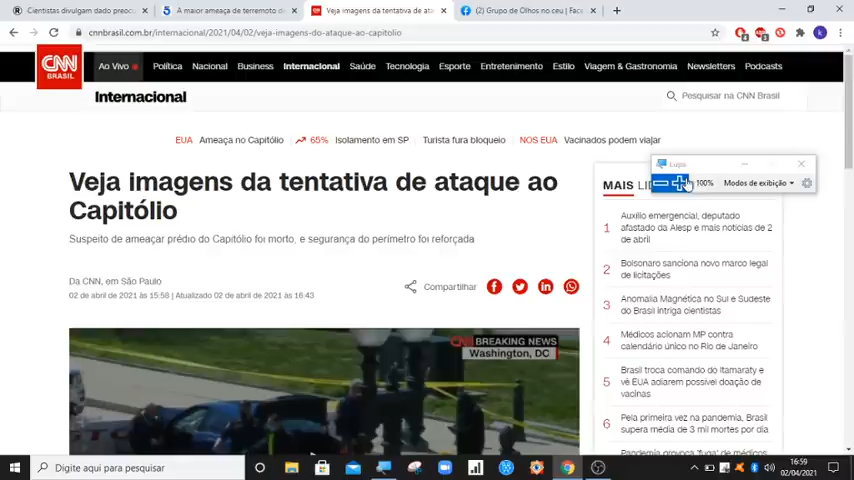 Cientistas divulgam dado preocu
A maior ameaça de terremoto de
Veja imagens da tentativa de ata
(2) Grupo de Olhos no ceu | Face
cnnbrasil.com.br/internacional/2021/04/02/veja-imagens-do-ataque-ao-capitolio
CNN BRASIL
Ao Vivo Política Nacional Business Internacional Saúde Tecnologia Esporte Entretenimento Estilo Viagem & Gastronomia Newsletters Podcasts
Internacional
Pesquisar na CNN Brasil
EUA Ameaça no Capitólio 65% Isolamento em SP Turista fura bloqueio NOS EUA Vacinados podem viajar
Veja imagens da tentativa de ataque ao
Capitólio
Suspeito de ameaçar prédio do Capitólio foi morto, e segurança do perímetro foi reforçada
Da CNN, em São Paulo
02 de abril de 2021 às 15:58 | Atualizado 02 de abril de 2021 às 16:43
Compartilhar
CNN BREAKING NEWS
Washington, DC
Lupa
100% Modos de exibição
MAIS
1 Auxílio emergencial, deputado
afastado da Alesp e mais notícias de 2
de abril
2 Bolsonaro sanciona novo marco legal
de licitações
3 Anomalia Magnética no Sul e Sudeste
do Brasil intriga cientistas
4 Médicos acionam MP contra
calendário único no Rio de Janeiro
5 Brasil troca comando do Itamaraty e
vê EUA adiarem possível doação de
vacinas
6 Pela primeira vez na pandemia, Brasil
supera média de 3 mil mortes por dia
Pandemia provocou 'fuga' de médicos
Digite aqui para pesquisar
16:59
02/04/2021